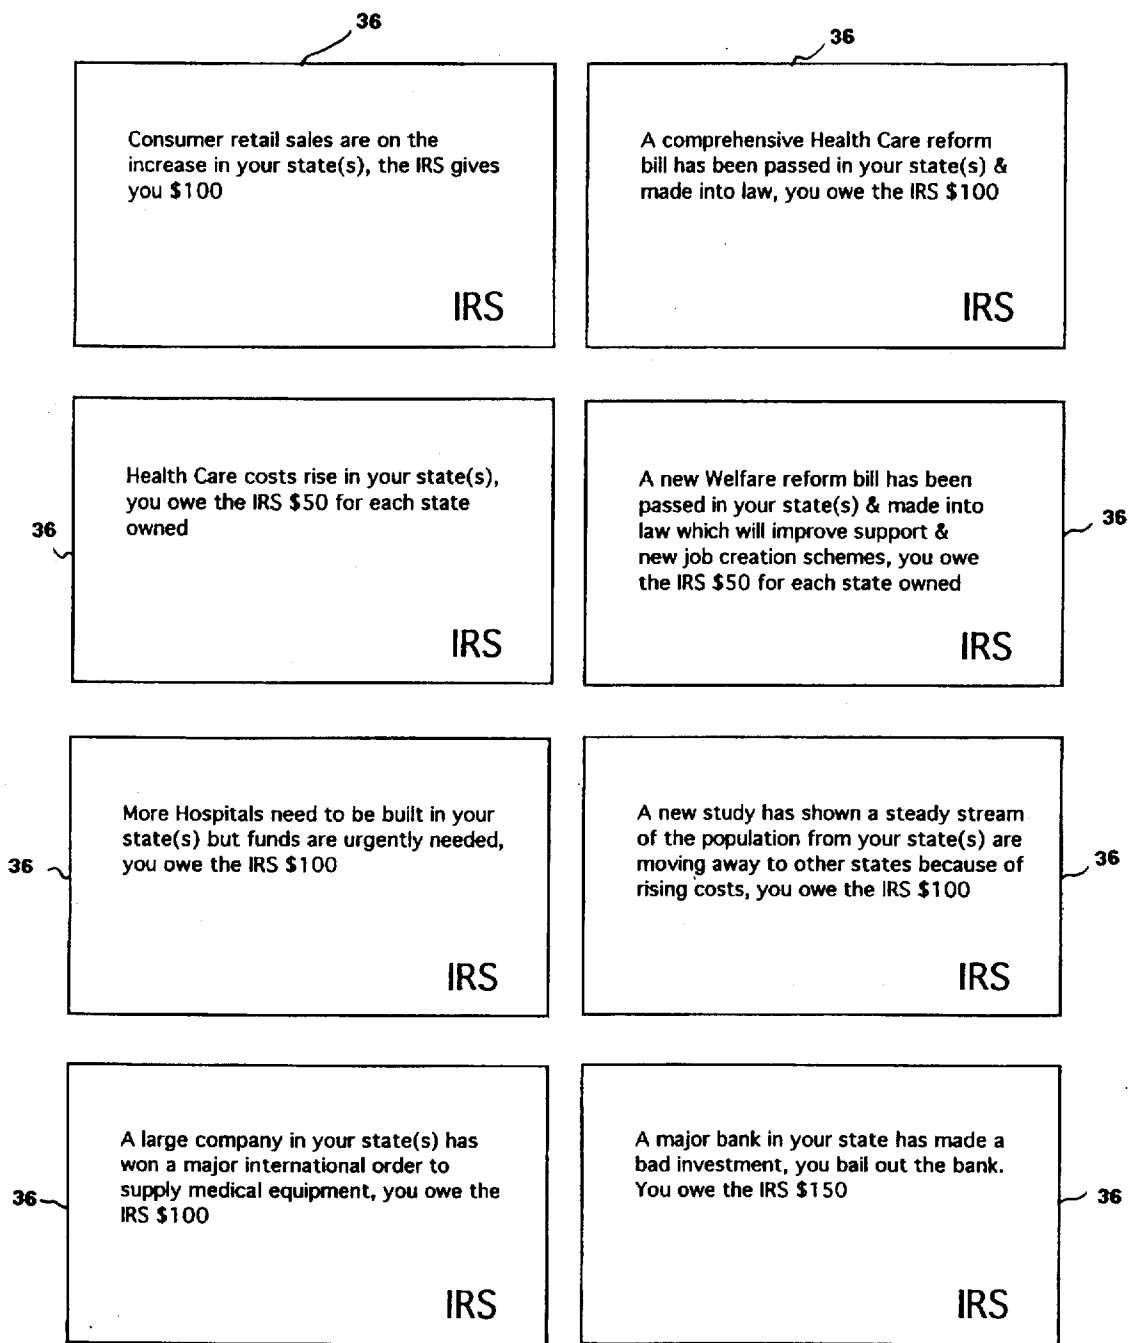 36
36
Consumer retail sales are on the
increase in your state(s), the IRS gives
you $100
IRS
A comprehensive Health Care reform
bill has been passed in your state(s) &
made into law, you owe the IRS $100
IRS
36
Health Care costs rise in your state(s),
you owe the IRS $50 for each state
owned
IRS
A new Welfare reform bill has been
passed in your state(s) & made into
law which will improve support &
new job creation schemes, you owe
the IRS $50 for each state owned
IRS
36
36
More Hospitals need to be built in your
state(s) but funds are urgently needed,
you owe the IRS $100
IRS
A new study has shown a steady stream
of the population from your state(s) are
moving away to other states because of
rising costs, you owe the IRS $100
IRS
36
36
A large company in your state(s) has
won a major international order to
supply medical equipment, you owe the
IRS $100
IRS
A major bank in your state has made a
bad investment, you bail out the bank.
You owe the IRS $150
IRS
36